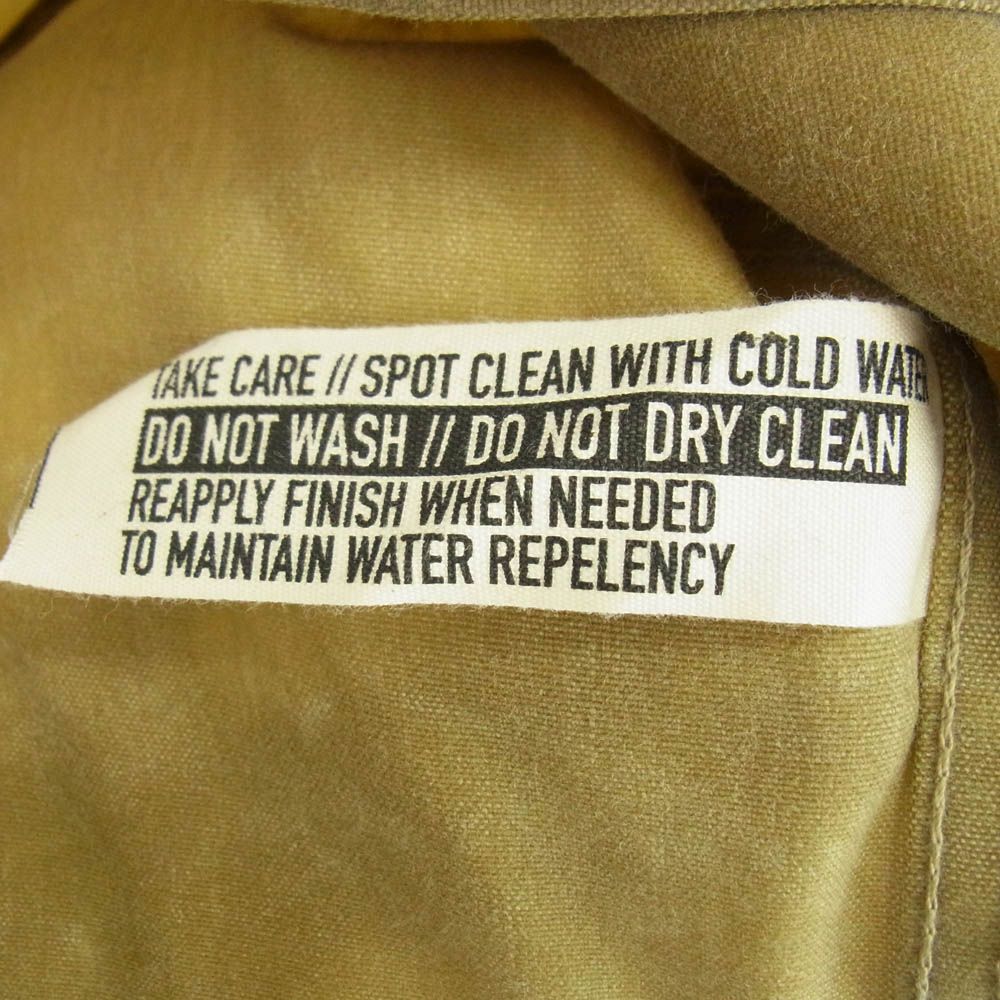 TAKE CARE // SPOT CLEAN WITH COLD WATER
DO NOT WASH // DO NOT DRY CLEAN
REAPPLY FINISH WHEN NEEDED
TO MAINTAIN WATER REPELENCY